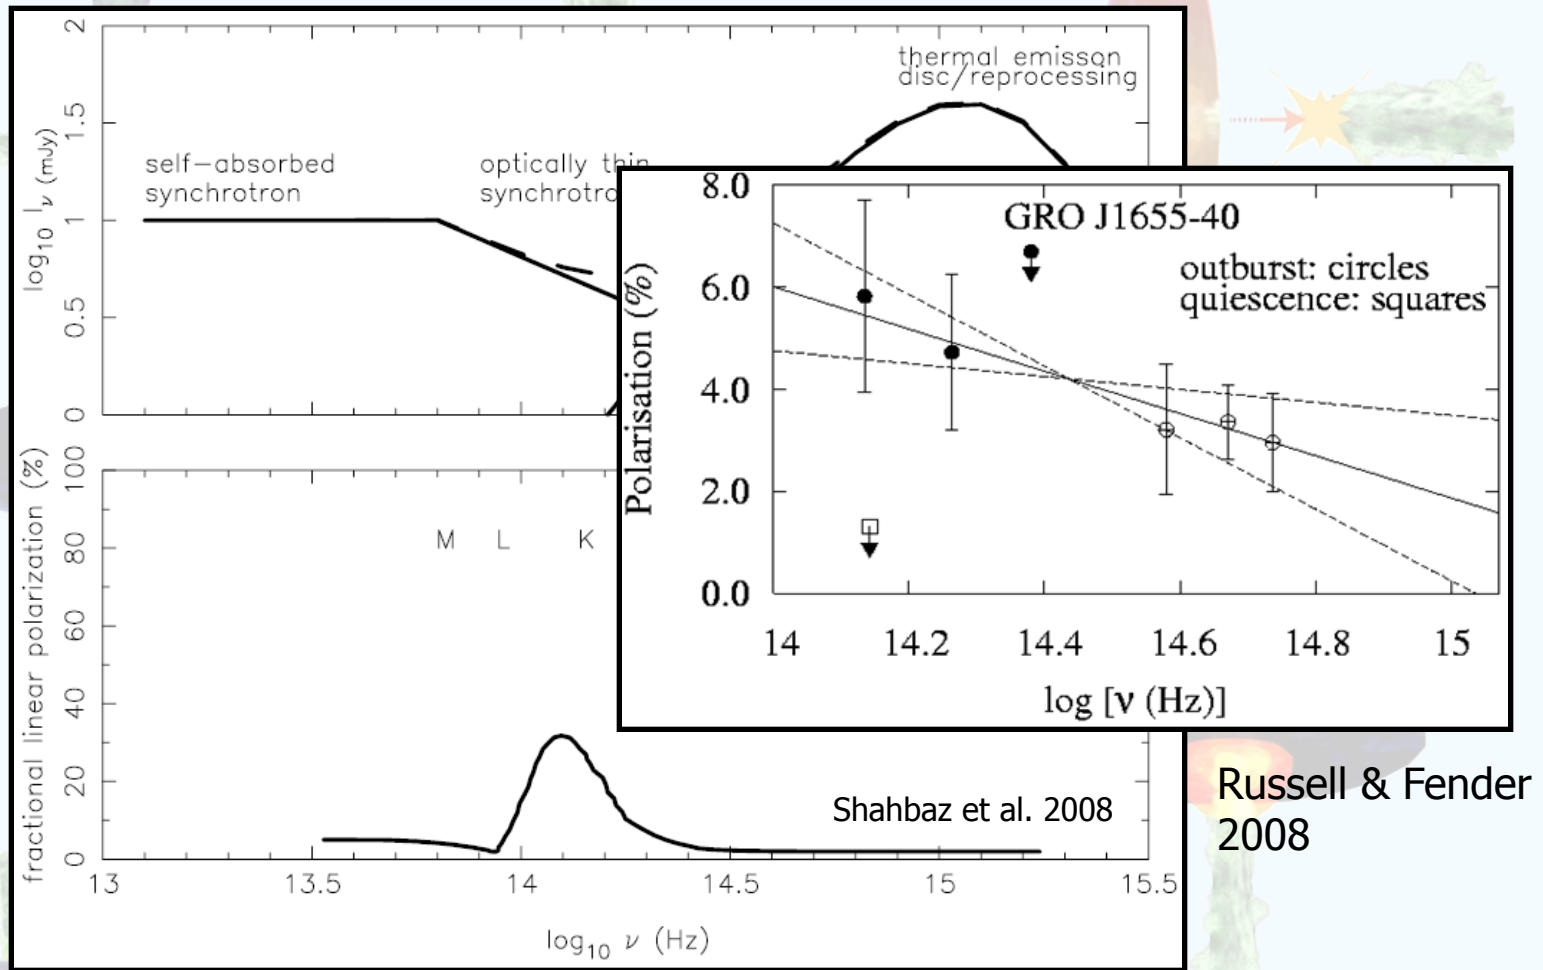 2
1.5
1
0.5
0
log10 Iν (mJy)
thermal emisson
disc/reprocessing
self-absorbed
synchrotron
optically thin
synchrotro
100
80
60
40
20
0
fractional linear polarization (%)
M L K
Shahbaz et al. 2008
13 13.5 14 14.5 15 15.5
log10 ν (Hz)
8.0
6.0
4.0
2.0
0.0
Polarisation (%)
GRO J1655-40
outburst: circles
quiescence: squares
14 14.2 14.4 14.6 14.8 15
log [ν (Hz)]
Russell & Fender
2008